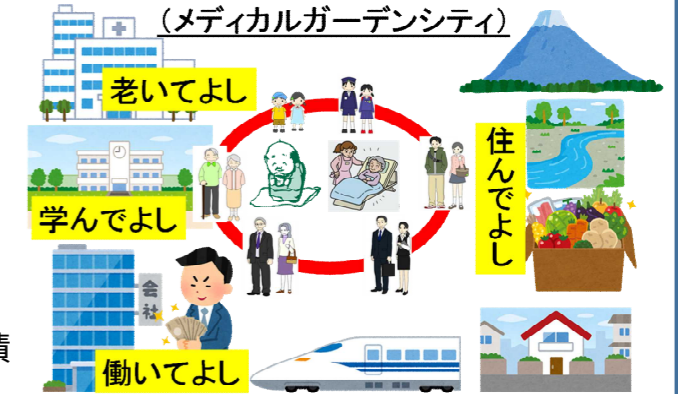 （メディカルガーデンシティ）
老いてよし
住んでよし
学んでよし
会社
働いてよし
績